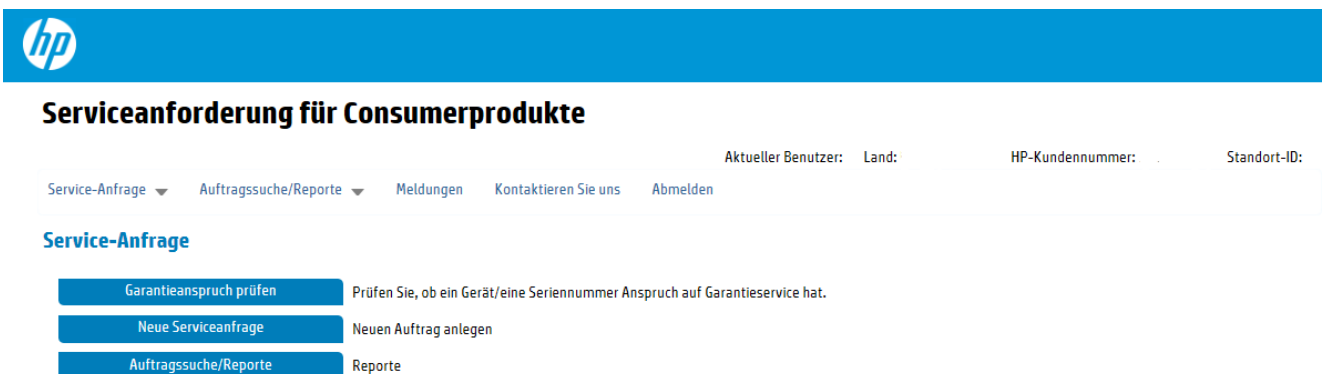 hp
Serviceanforderung für Consumerprodukte
Aktueller Benutzer: Land: HP-Kundennummer: Standort-ID:
Service-Anfrage Auftragssuche/Reporte Meldungen Kontaktieren Sie uns Abmelden
Service-Anfrage
Garantieanspruch prüfen Prüfen Sie, ob ein Gerät/eine Seriennummer Anspruch auf Garantieservice hat.
Neue Serviceanfrage Neuen Auftrag anlegen
Auftragssuche/Reporte Reporte